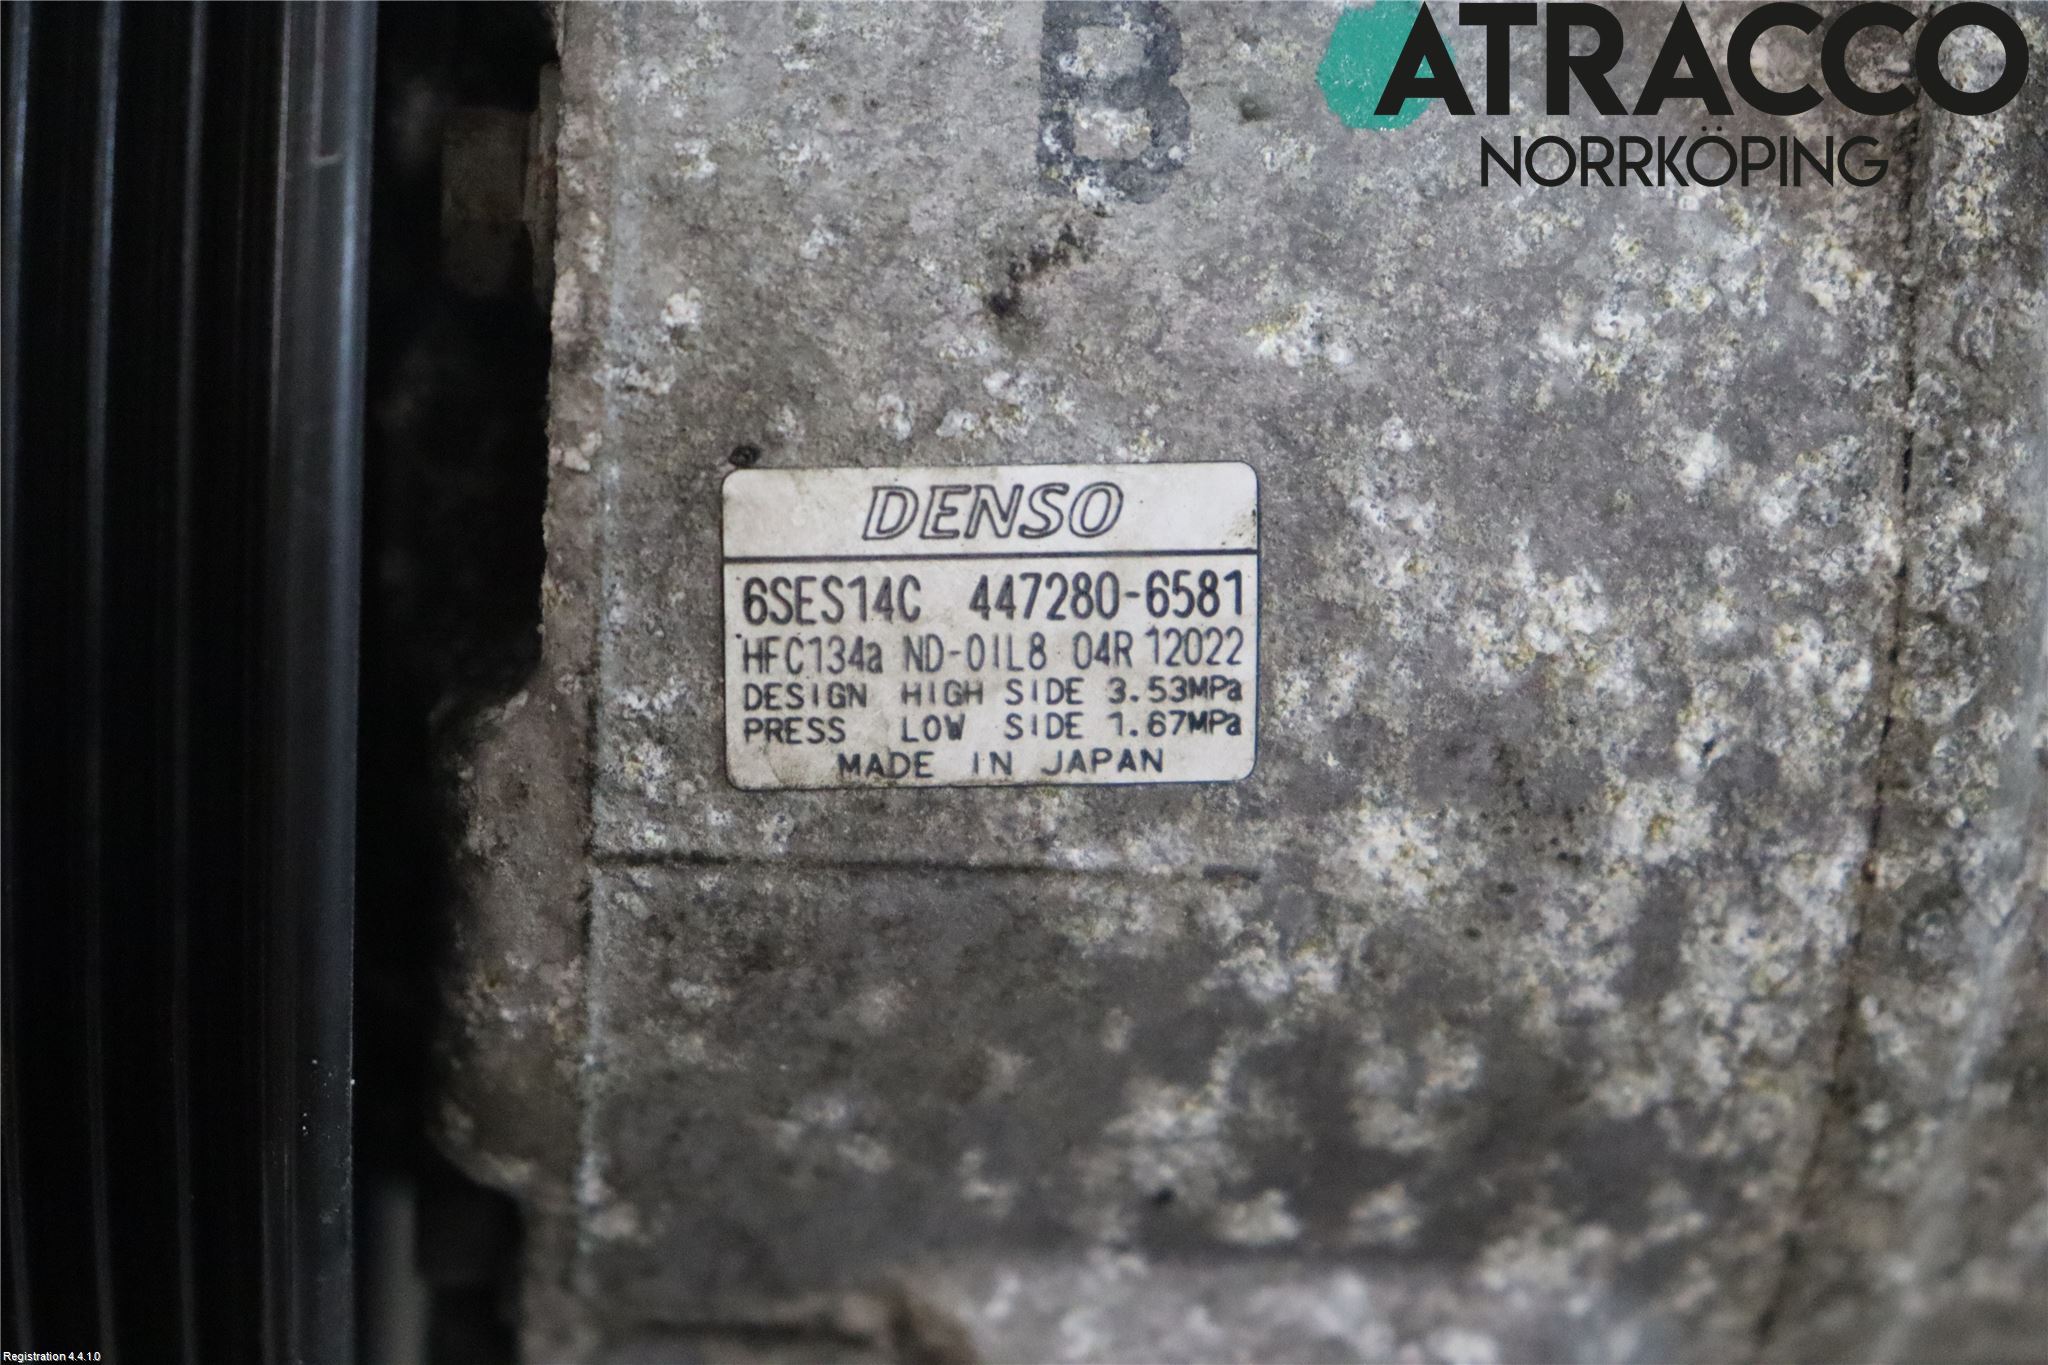 B
ATRACCO
NORRKÖPING
DENSO
6SES14C 447280-6581
HFC134a ND-OIL8 04R 12022
DESIGN HIGH SIDE 3.53MPa
PRESS LOW SIDE 1.67MPa
MADE IN JAPAN
Registration 4.4.1.0